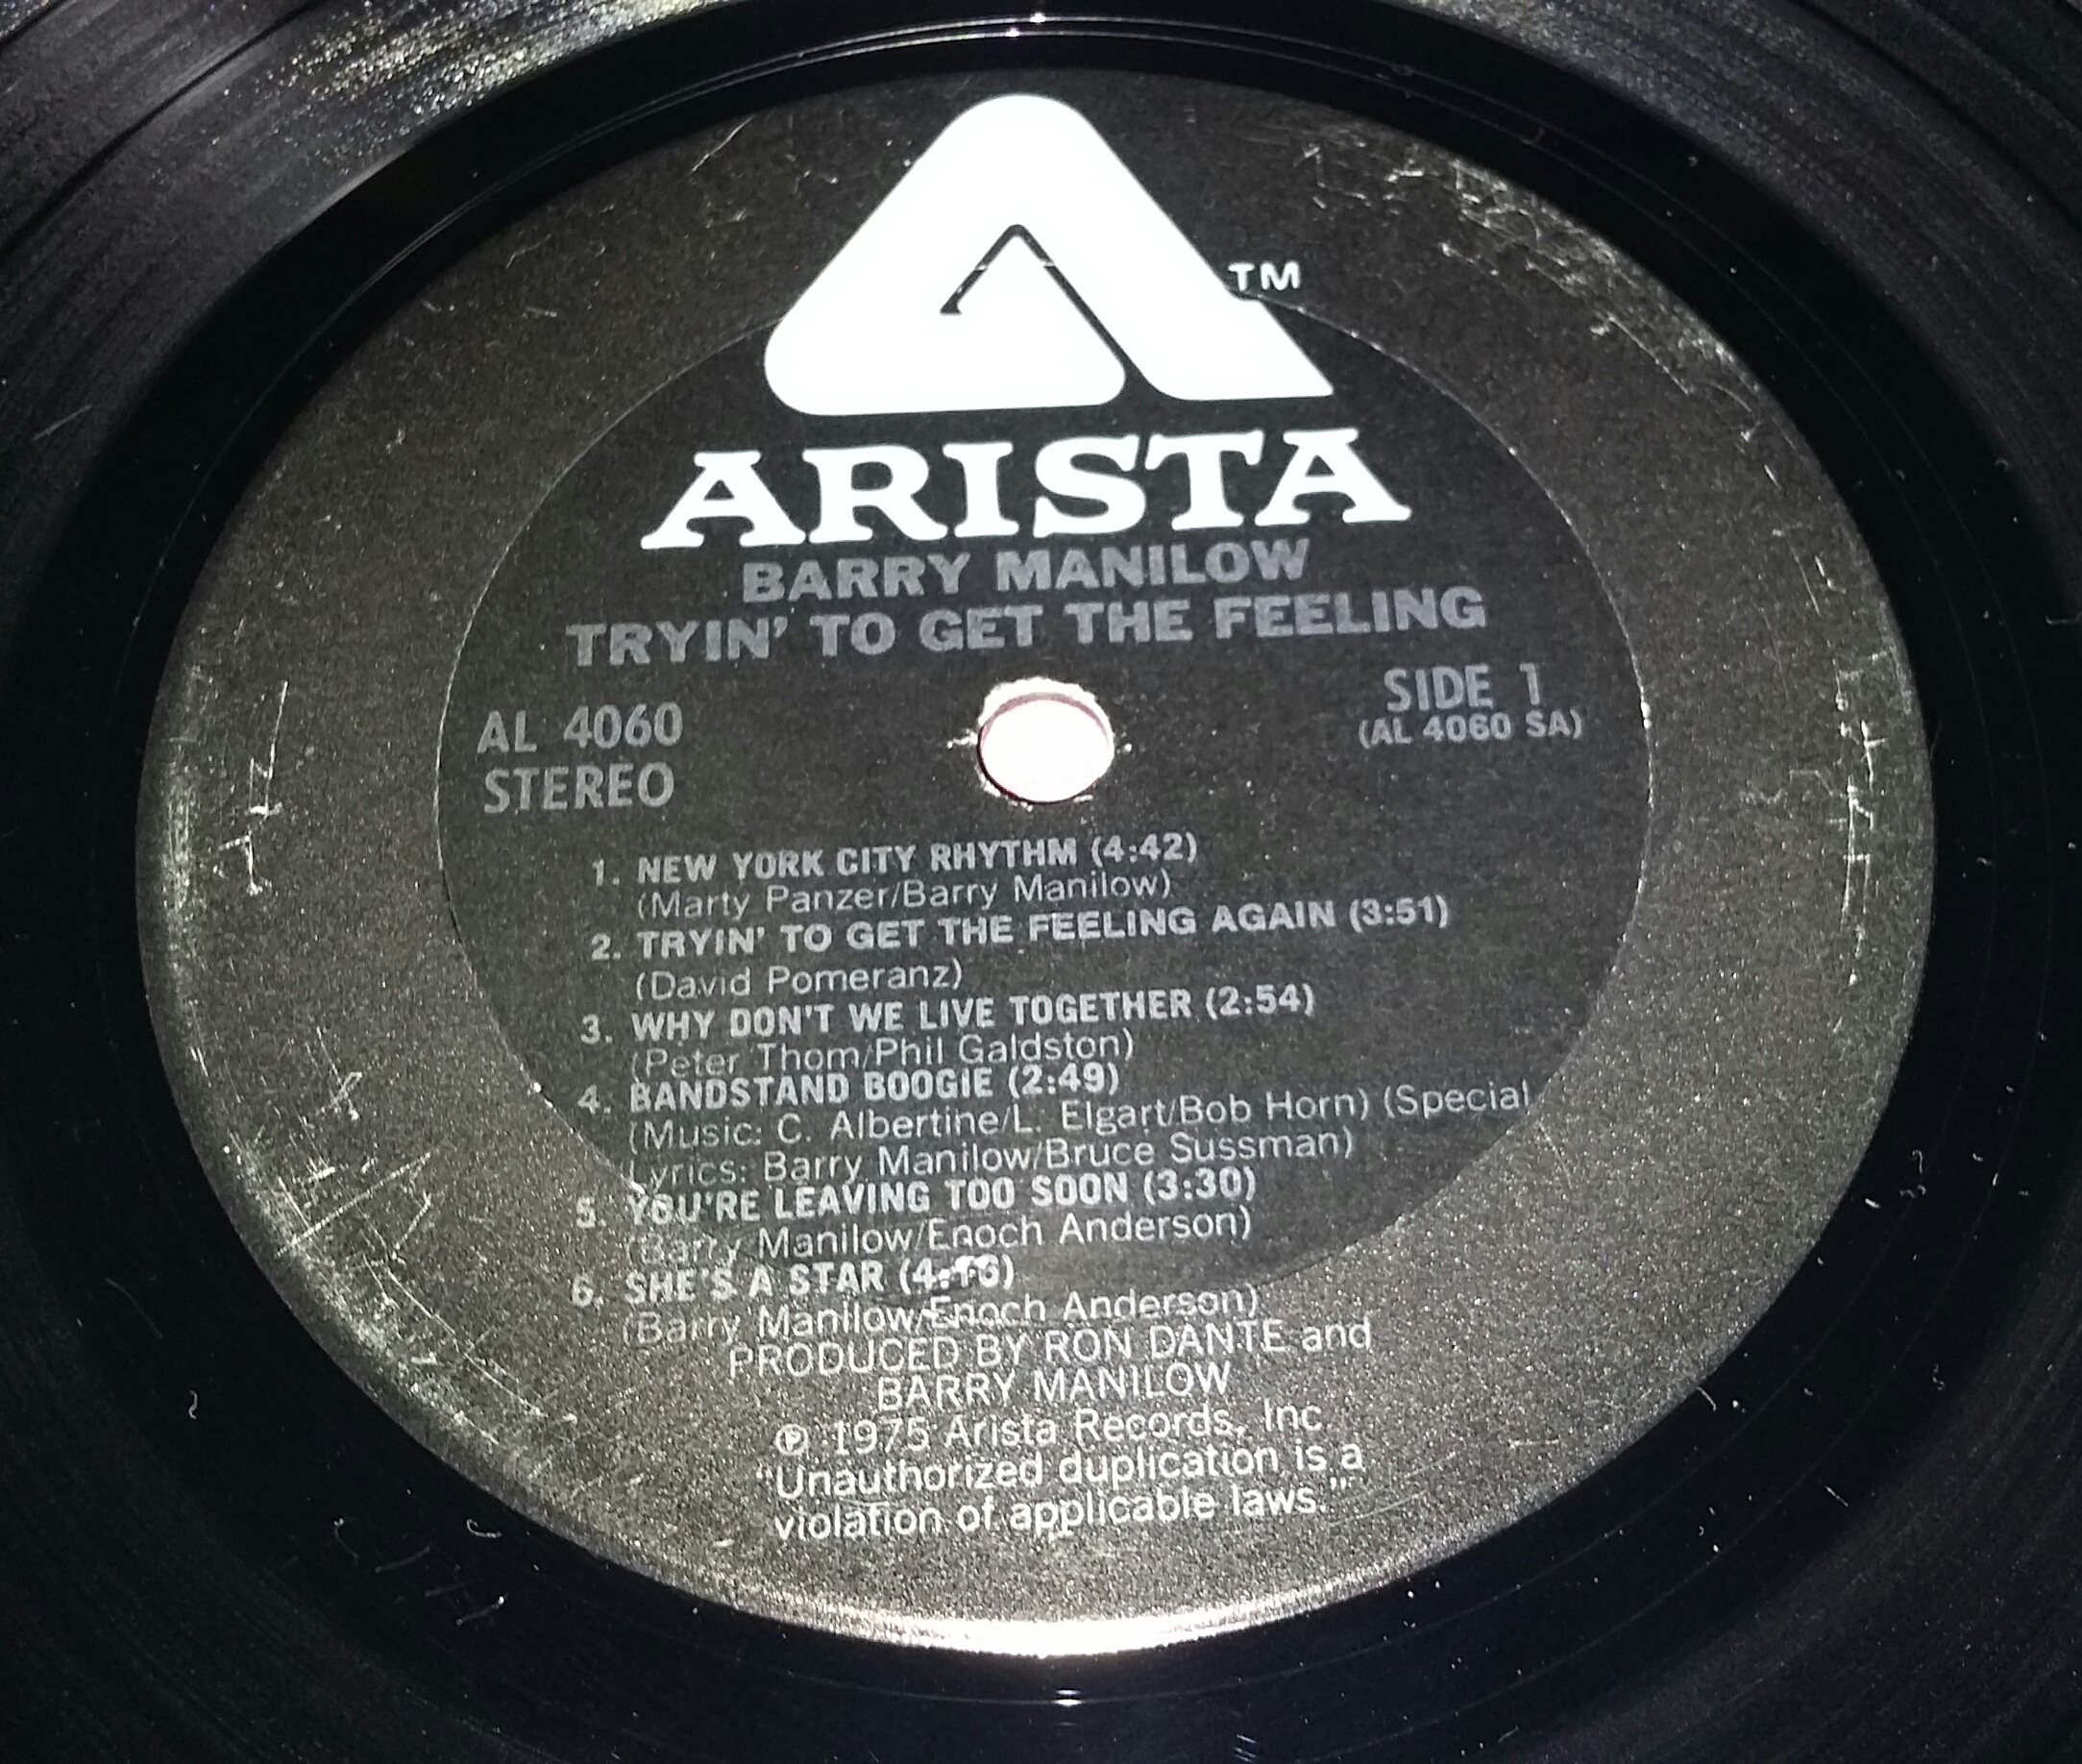 TM
ARISTA
BARRY MANILOW
TRYIN' TO GET THE FEELING
AL 4060
STEREO
SIDE 1
(AL 4060 SA)
1. NEW YORK CITY RHYTHM (4:42)
(Marty Panzer/Barry Manilow)
2. TRYIN' TO GET THE FEELING AGAIN (3:51)
(David Pomeranz)
3. WHY DON'T WE LIVE TOGETHER (2:54)
(Peter Thom/Phil Galdston)
4. BANDSTAND BOOGIE (2:49)
(Music: C. Albertine/L. Elgart/Bob Horn) (Special
Lyrics: Barry Manilow/Bruce Sussman)
5. YOU'RE LEAVING TOO SOON (3:30)
(Barry Manilow/Enoch Anderson)
6. SHE'S A STAR (4:16)
(Barry Manilow/Enoch Anderson)
PRODUCED BY RON DANTE and
BARRY MANILOW
℗ 1975 Arista Records, Inc.
"Unauthorized duplication is a
violation of applicable laws."